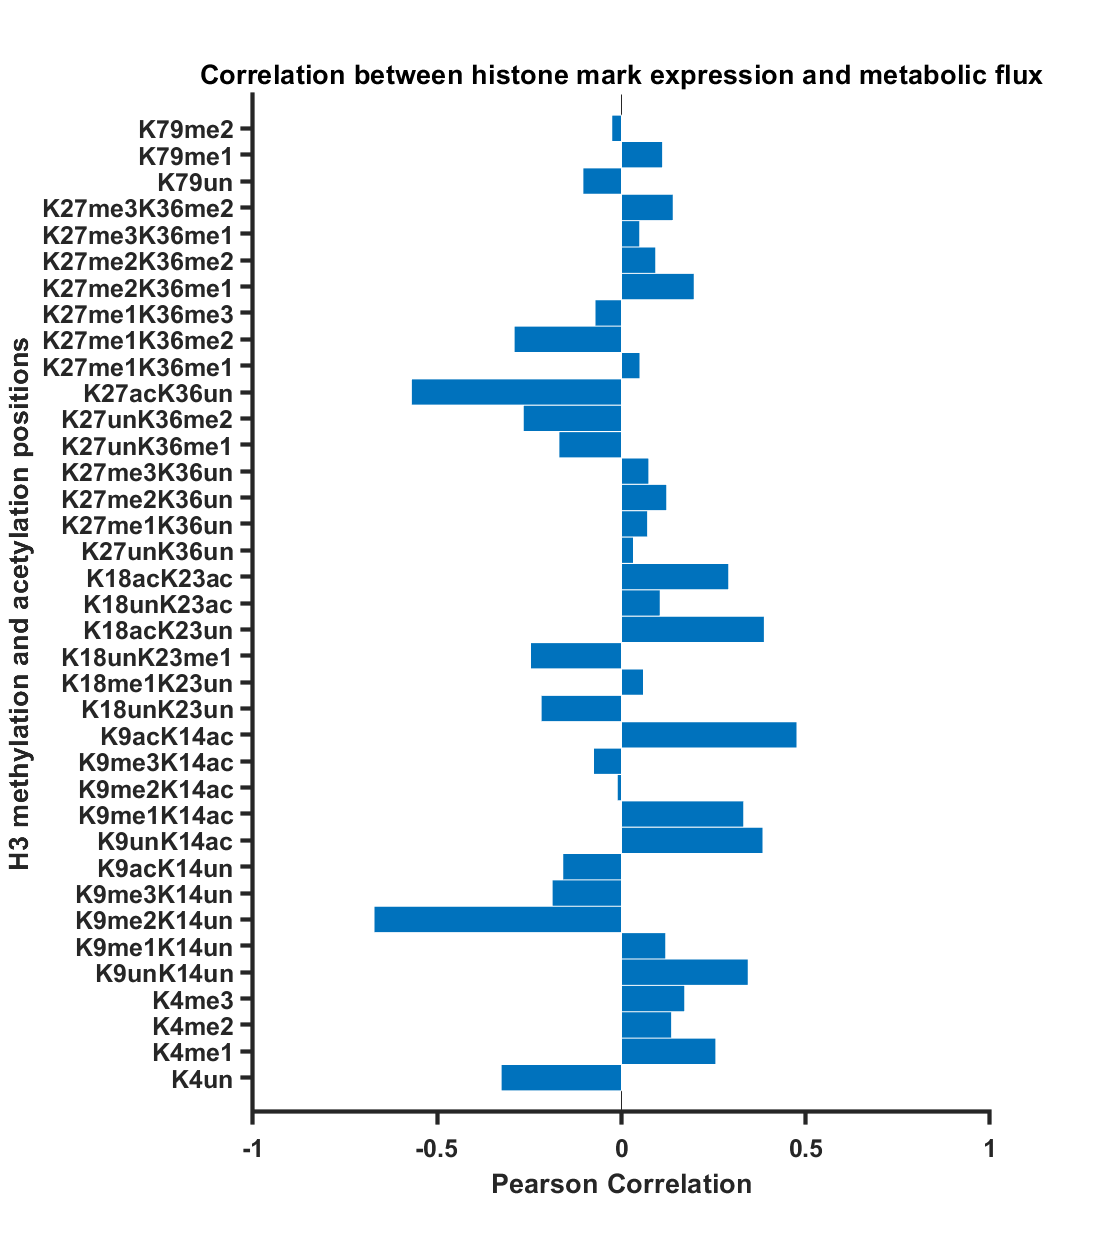 Correlation between histone mark expression and metabolic flux
H3 methylation and acetylation positions
K79me2
K79me1
K79un
K27me3K36me2
K27me3K36me1
K27me2K36me2
K27me2K36me1
K27me1K36me3
K27me1K36me2
K27me1K36me1
K27acK36un
K27unK36me2
K27unK36me1
K27me3K36un
K27me2K36un
K27me1K36un
K27unK36un
K18acK23ac
K18unK23ac
K18acK23un
K18unK23me1
K18me1K23un
K18unK23un
K9acK14ac
K9me3K14ac
K9me2K14ac
K9me1K14ac
K9unK14ac
K9acK14un
K9me3K14un
K9me2K14un
K9me1K14un
K9unK14un
K4me3
K4me2
K4me1
K4un
-1 -0.5 0 0.5 1
Pearson Correlation